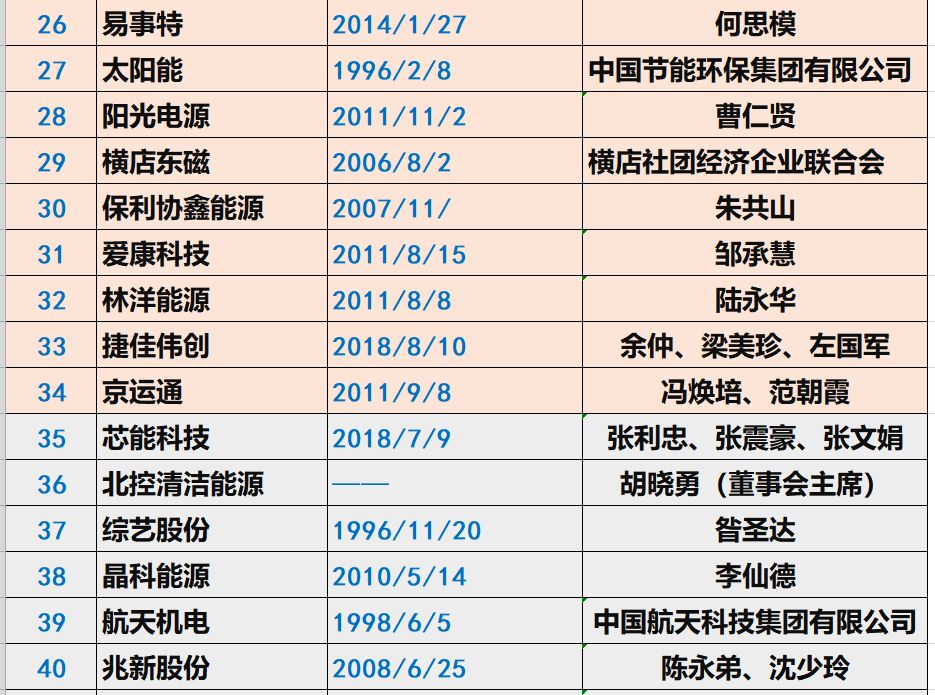 26 易事特 2014/1/27 何思模
27 太阳能 1996/2/8 中国节能环保集团有限公司
28 阳光电源 2011/11/2 曹仁贤
29 横店东磁 2006/8/2 横店社团经济企业联合会
30 保利协鑫能源 2007/11/ 朱共山
31 爱康科技 2011/8/15 邹承慧
32 林洋能源 2011/8/8 陆永华
33 捷佳伟创 2018/8/10 余仲、梁美珍、左国军
34 京运通 2011/9/8 冯焕培、范朝霞
35 芯能科技 2018/7/9 张利忠、张震豪、张文娟
36 北控清洁能源 —— 胡晓勇（董事会主席）
37 综艺股份 1996/11/20 昝圣达
38 晶科能源 2010/5/14 李仙德
39 航天机电 1998/6/5 中国航天科技集团有限公司
40 兆新股份 2008/6/25 陈永弟、沈少玲